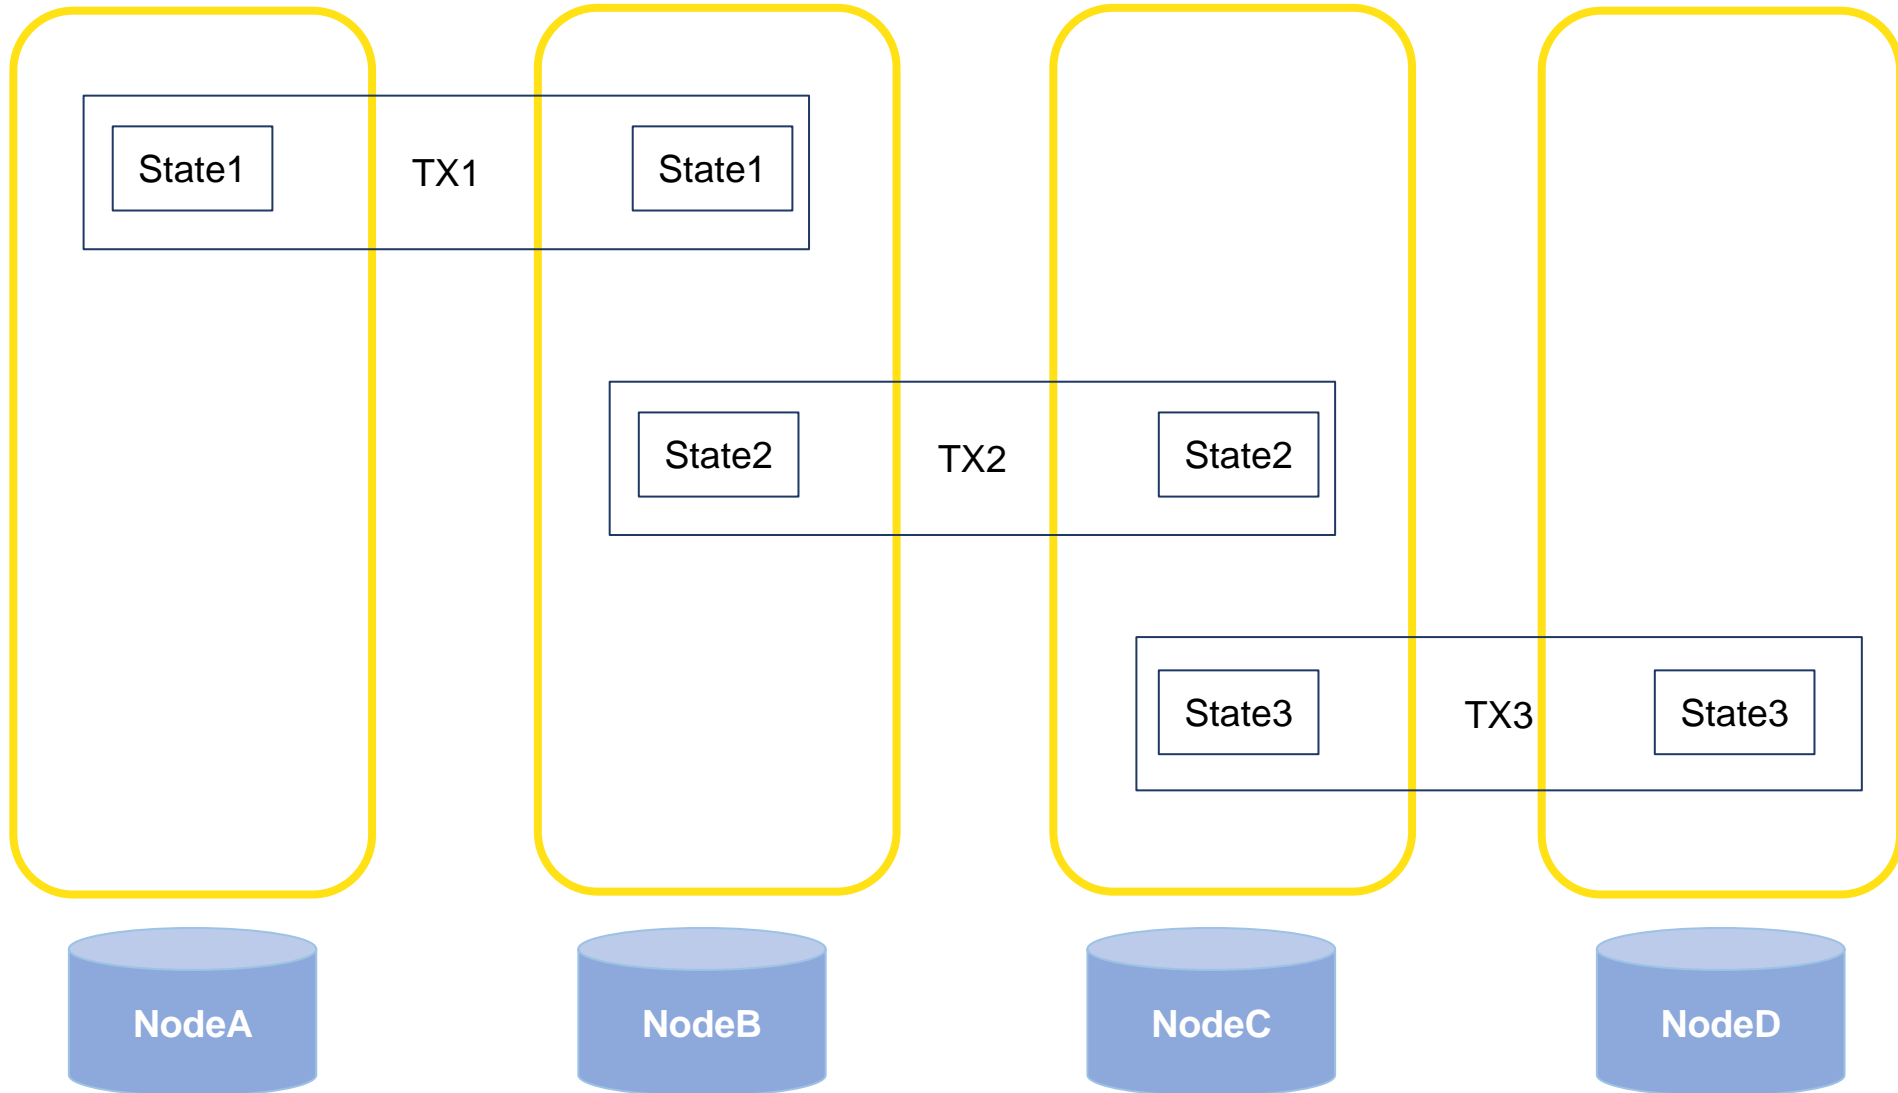 State1
TX1
State1
State2
TX2
State2
State3
TX3
State3
NodeA
NodeB
NodeC
NodeD